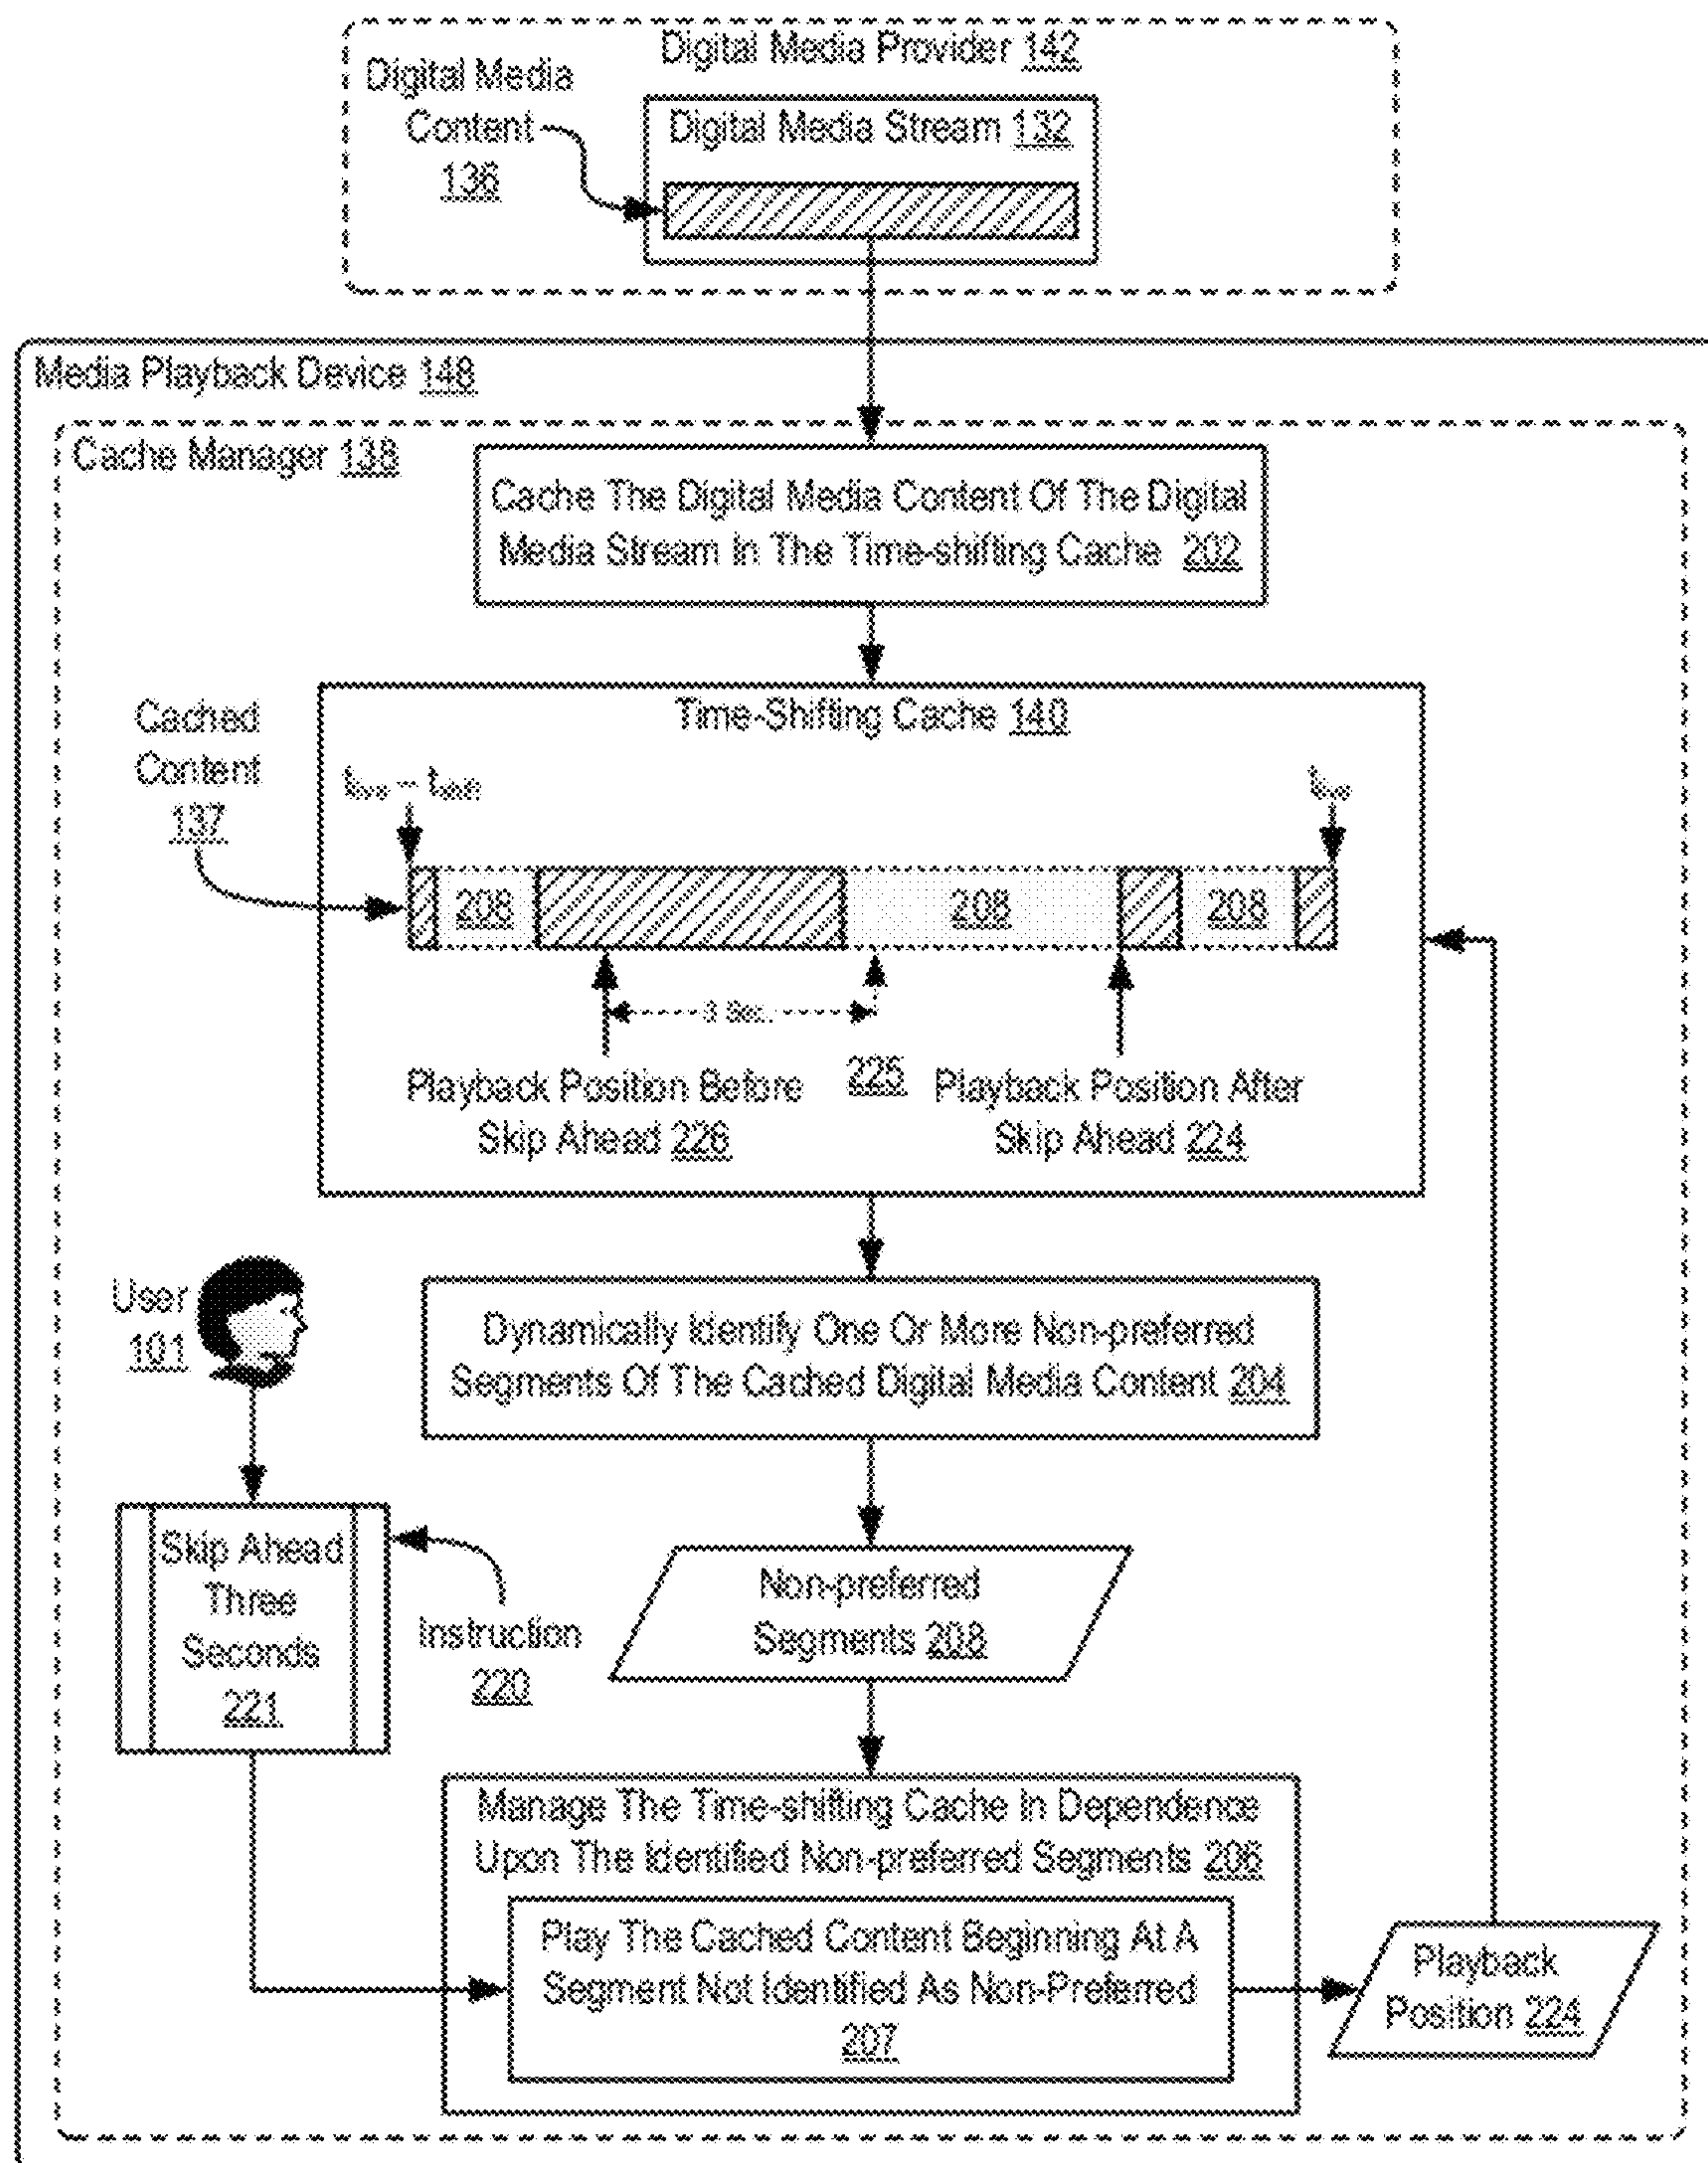 Digital Media Provider 142
Digital Media
Content
136
Digital Media Stream 132
Media Playback Device 148
Cache Manager 138
Cache The Digital Media Content Of The Digital
Media Stream In The Time-shifting Cache 202
Time-Shifting Cache 140
Cached
Content
137
tlive – tshift
tlive
208
208
208
3 Sec.
225
Playback Position Before
Skip Ahead 226
Playback Position After
Skip Ahead 224
User
101
Dynamically Identify One Or More Non-preferred
Segments Of The Cached Digital Media Content 204
Skip Ahead
Three
Seconds
221
Instruction
220
Non-preferred
Segments 208
Manage The Time-shifting Cache In Dependence
Upon The Identified Non-preferred Segments 206
Play The Cached Content Beginning At A
Segment Not Identified As Non-Preferred
207
Playback
Position 224